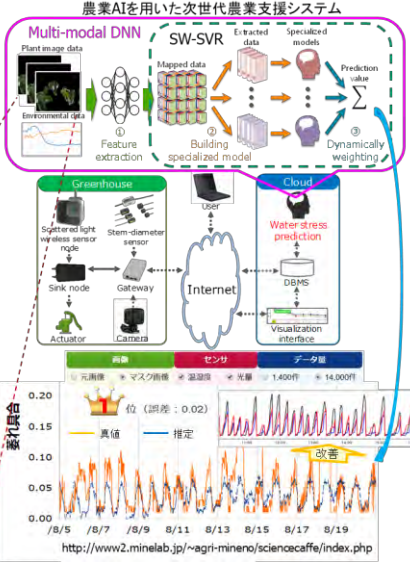 農業AIを用いた次世代農業支援システム
Multi-modal DNN
Plant image data
Environmental data
①
Feature
extraction
SW-SVR
Mapped data
Extracted
data
Specialized
models
Prediction
value
Σ
②
Building
specialized model
③
Dynamically
weighting
Greenhouse
Scattered light
wireless sensor
node
Stem-diameter
sensor
Sink node
Gateway
Actuator
Camera
User
Internet
Cloud
Water stress
prediction
DBMS
Visualization
interface
画像
センサ
データ量
元画像
マスク画像
温湿度
光量
1,400件
14,000件
1
位（誤差：0.02）
真値
推定
改善
萎れ具合
0.20
0.15
0.10
0.05
0.00
/8/5
/8/7
/8/9
8/11
8/13
8/15
8/17
8/19
http://www2.minelab.jp/~agri-mineno/sciencecaffe/index.php